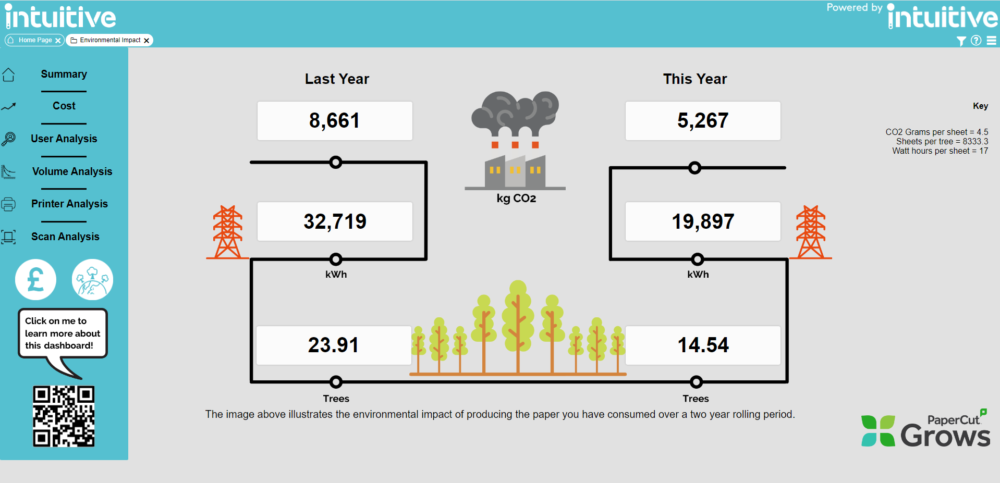 intuitive
Powered by intuitive
Home Page
Environmental Impact
Summary
Cost
User Analysis
Volume Analysis
Printer Analysis
Scan Analysis
£
Click on me to
learn more about
this dashboard!
Last Year
This Year
8,661
5,267
kg CO2
32,719
19,897
kWh
kWh
23.91
14.54
Trees
Trees
The image above illustrates the environmental impact of producing the paper you have consumed over a two year rolling period.
Key
CO2 Grams per sheet = 4.5
Sheets per tree = 8333.3
Watt hours per sheet = 17
PaperCut
Grows